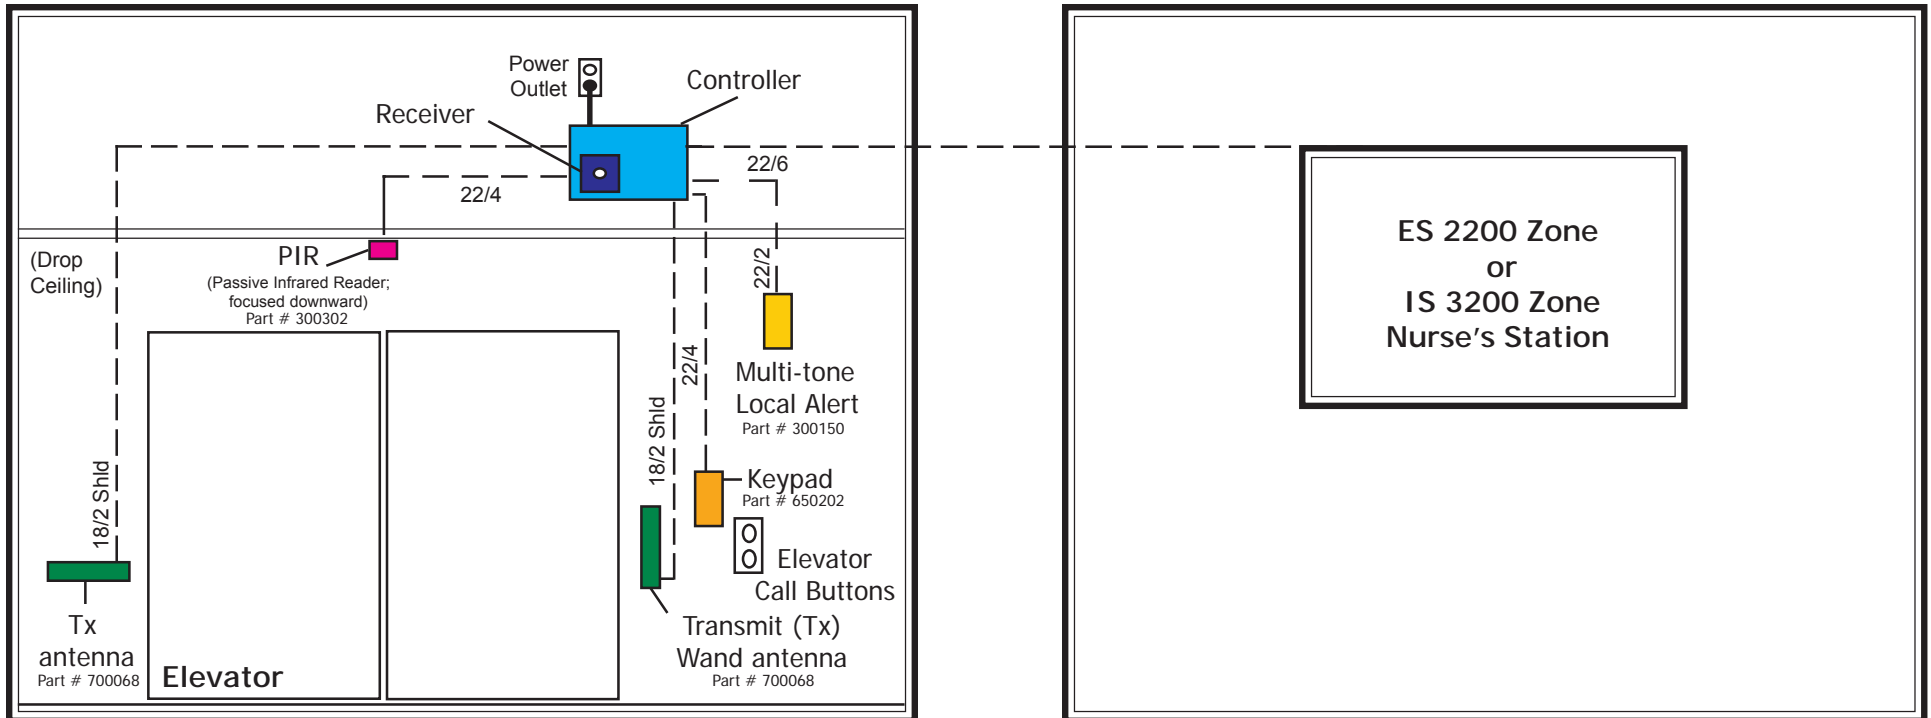 Power
Outlet
Controller
Receiver
22/6
22/4
(Drop
Ceiling)
PIR
(Passive Infrared Reader;
focused downward)
Part # 300302
22/2
22/4
18/2 Shld
18/2 Shld
Multi-tone
Local Alert
Part # 300150
Keypad
Part # 650202
Elevator
Call Buttons
Tx
antenna
Part # 700068
Elevator
Transmit (Tx)
Wand antenna
Part # 700068
ES 2200 Zone
or
IS 3200 Zone
Nurse's Station